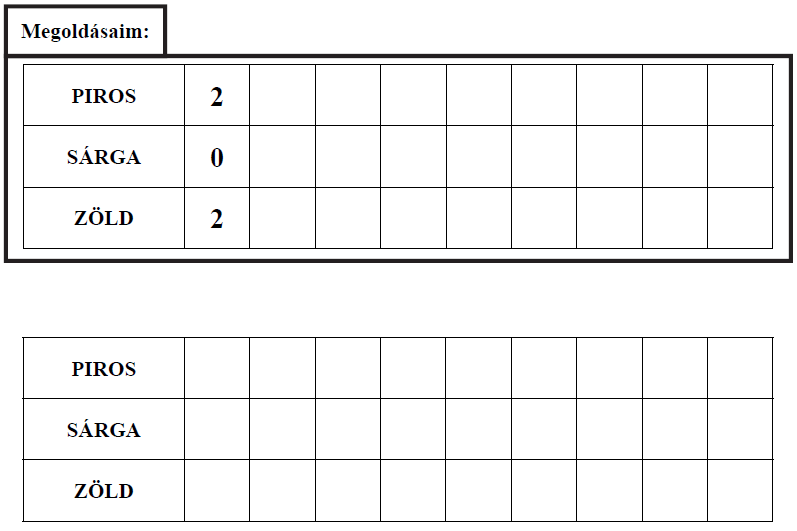 Megoldásaim:
PIROS 2
SÁRGA 0
ZÖLD 2
PIROS
SÁRGA
ZÖLD